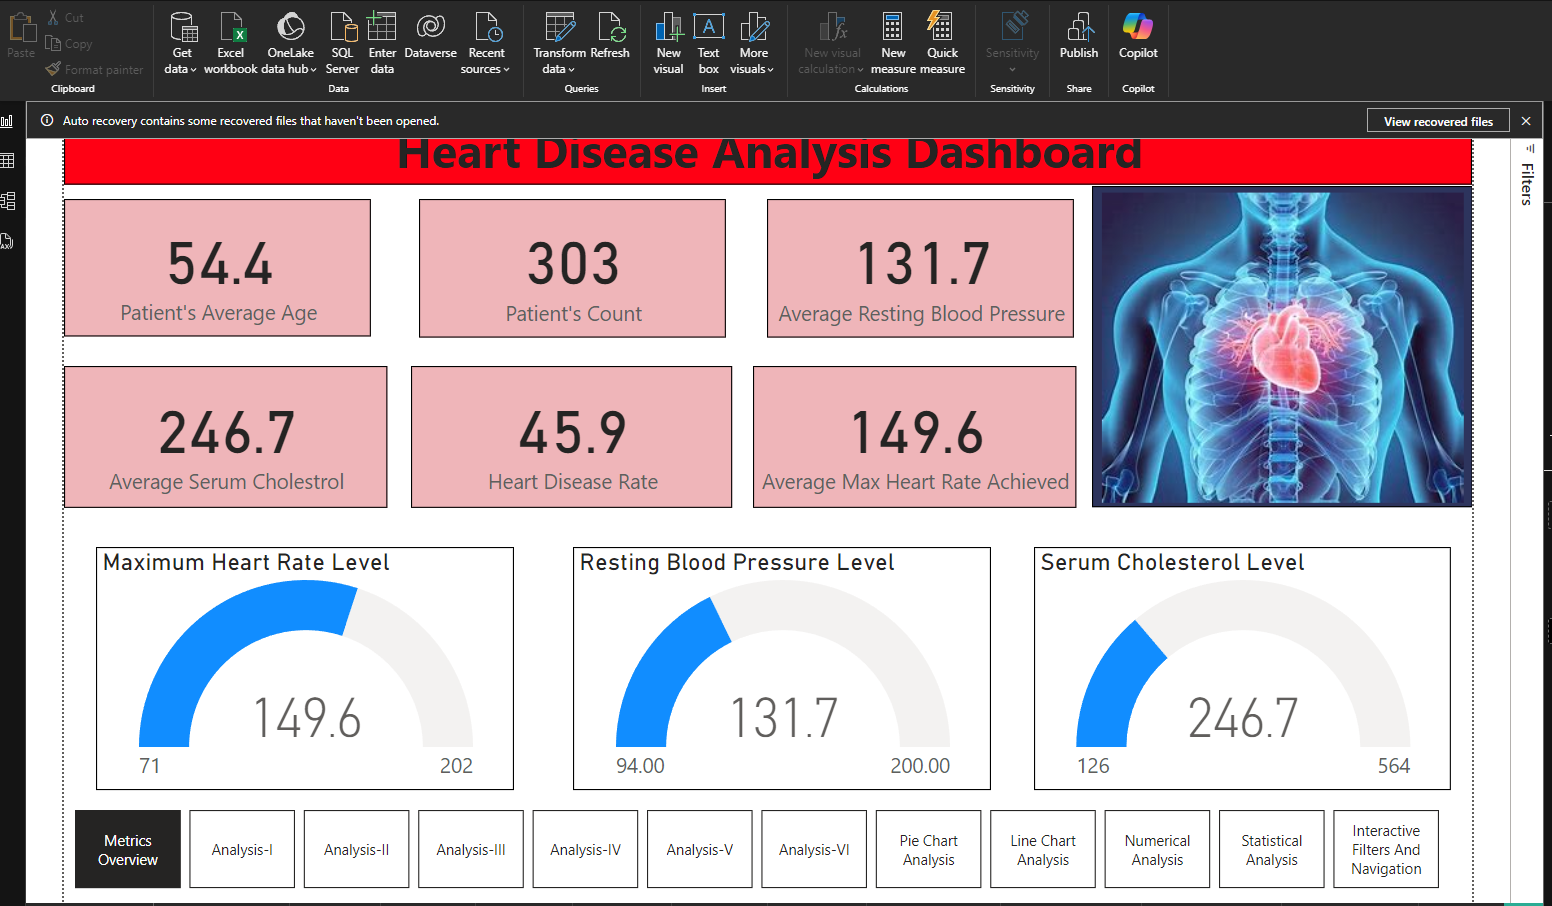 Paste
Cut
Copy
Format painter
Clipboard
Get data
Excel workbook
OneLake data hub
SQL Server
Enter data
Dataverse
Recent sources
Data
Transform data
Refresh
Queries
New visual
Text box
More visuals
Insert
New visual calculation
New measure
Quick measure
Calculations
Sensitivity
Sensitivity
Publish
Share
Copilot
Copilot
Auto recovery contains some recovered files that haven't been opened.
View recovered files
Filters
Heart Disease Analysis Dashboard
54.4
Patient's Average Age
303
Patient's Count
131.7
Average Resting Blood Pressure
246.7
Average Serum Cholestrol
45.9
Heart Disease Rate
149.6
Average Max Heart Rate Achieved
Maximum Heart Rate Level
149.6
71
202
Resting Blood Pressure Level
131.7
94.00
200.00
Serum Cholesterol Level
246.7
126
564
Metrics
Overview
Analysis-I
Analysis-II
Analysis-III
Analysis-IV
Analysis-V
Analysis-VI
Pie Chart
Analysis
Line Chart
Analysis
Numerical
Analysis
Statistical
Analysis
Interactive
Filters And
Navigation